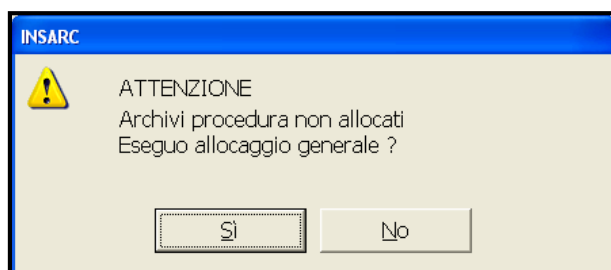 INSARC
ATTENZIONE
Archivi procedura non allocati
Eseguo allocaggio generale ?
Sì No